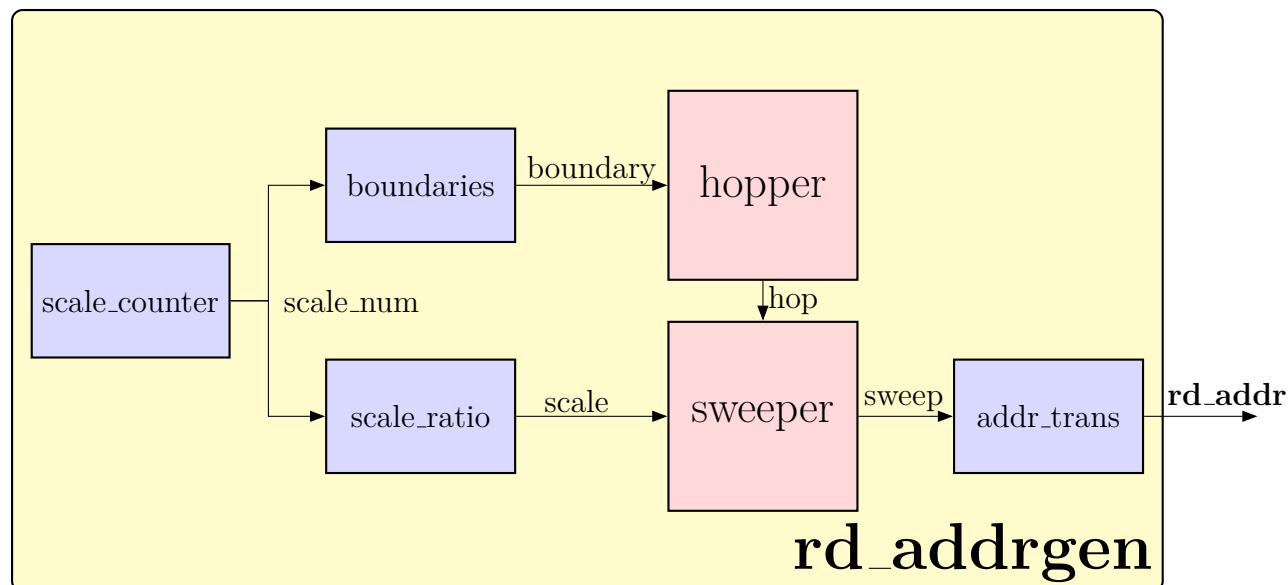 boundaries
boundary
hopper
scale_counter
scale_num
hop
scale_ratio
scale
sweeper
sweep
addr_trans
rd_addr
rd_addrgen